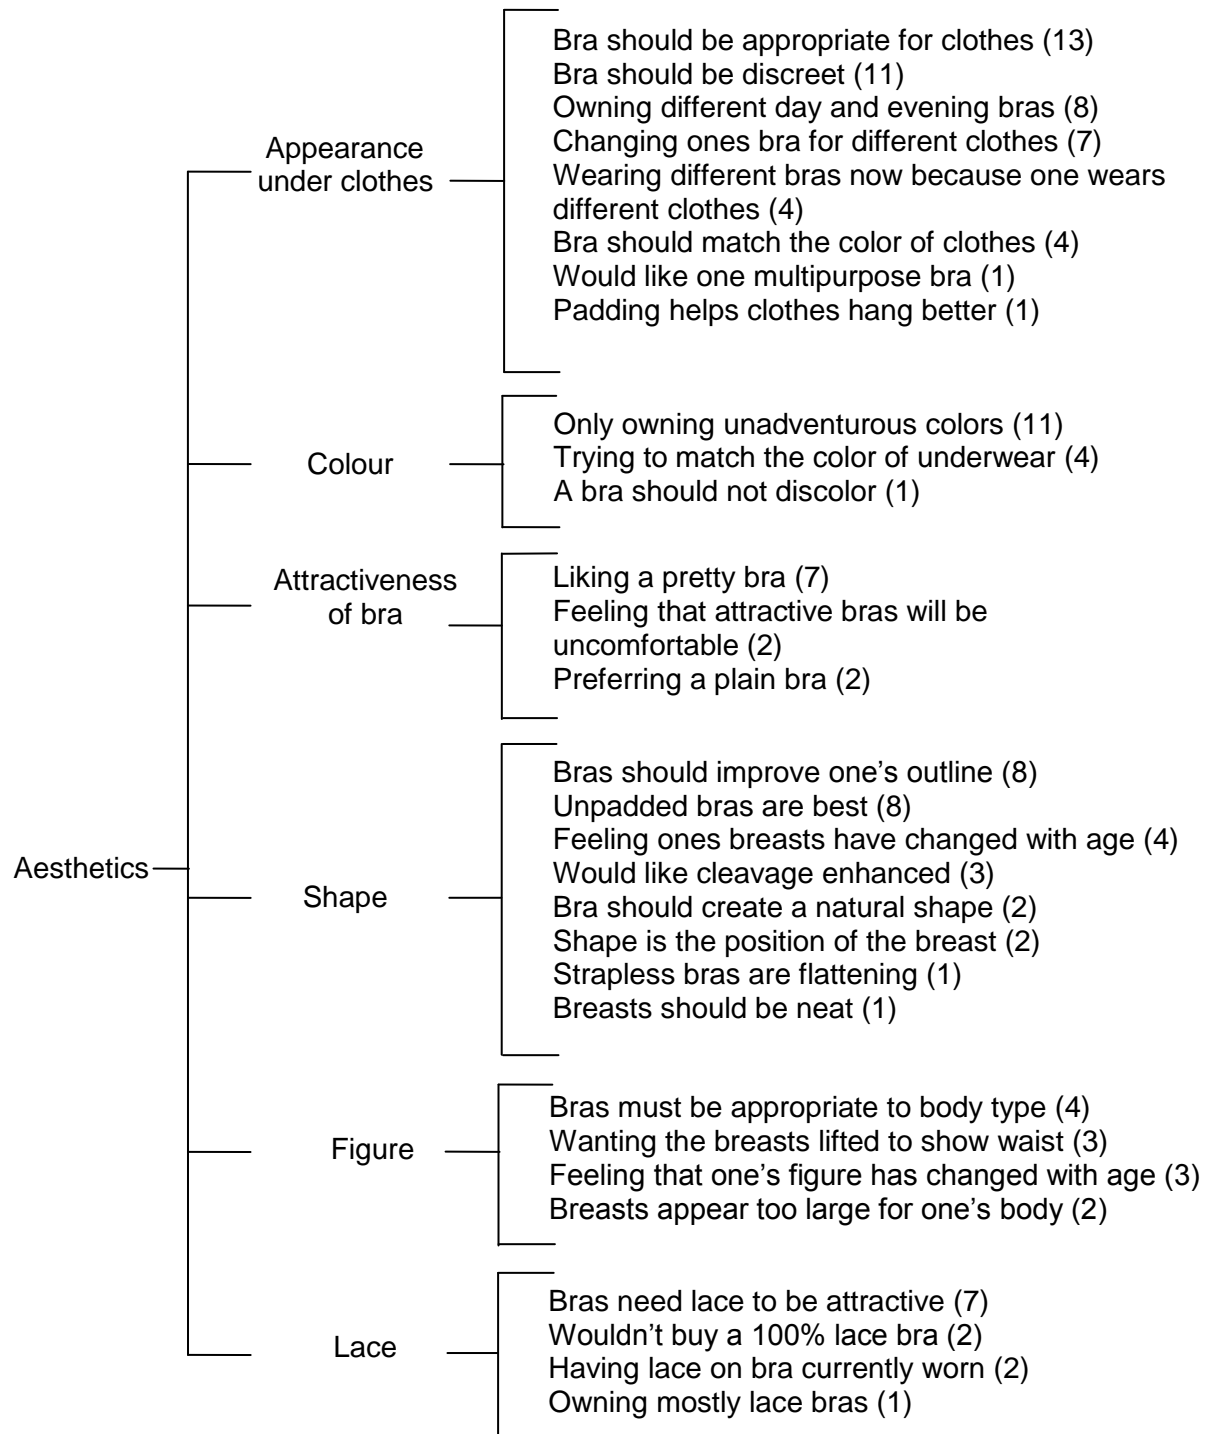 Aesthetics
Appearance
under clothes
Bra should be appropriate for clothes (13)
Bra should be discreet (11)
Owning different day and evening bras (8)
Changing ones bra for different clothes (7)
Wearing different bras now because one wears
different clothes (4)
Bra should match the color of clothes (4)
Would like one multipurpose bra (1)
Padding helps clothes hang better (1)
Colour
Only owning unadventurous colors (11)
Trying to match the color of underwear (4)
A bra should not discolor (1)
Attractiveness
of bra
Liking a pretty bra (7)
Feeling that attractive bras will be
uncomfortable (2)
Preferring a plain bra (2)
Shape
Bras should improve one’s outline (8)
Unpadded bras are best (8)
Feeling ones breasts have changed with age (4)
Would like cleavage enhanced (3)
Bra should create a natural shape (2)
Shape is the position of the breast (2)
Strapless bras are flattening (1)
Breasts should be neat (1)
Figure
Bras must be appropriate to body type (4)
Wanting the breasts lifted to show waist (3)
Feeling that one’s figure has changed with age (3)
Breasts appear too large for one’s body (2)
Lace
Bras need lace to be attractive (7)
Wouldn’t buy a 100% lace bra (2)
Having lace on bra currently worn (2)
Owning mostly lace bras (1)